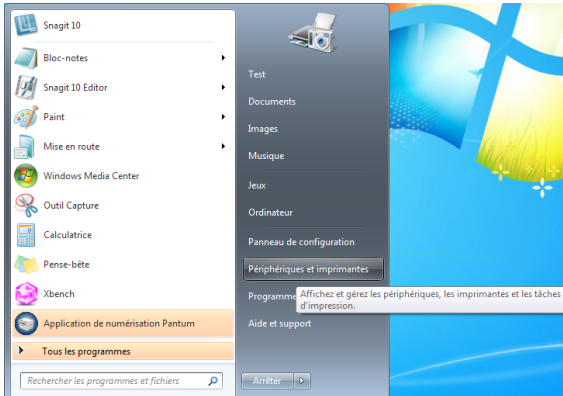 Snagit 10
Bloc-notes
Snagit 10 Editor
Paint
Mise en route
Windows Media Center
Outil Capture
Calculatrice
Pense-bête
Xbench
Application de numérisation Pantum
Tous les programmes
Rechercher les programmes et fichiers
Test
Documents
Images
Musique
Jeux
Ordinateur
Panneau de configuration
Périphériques et imprimantes
Programme
Affichez et gérez les périphériques, les imprimantes et les tâches
d'impression.
Aide et support
Arrêter